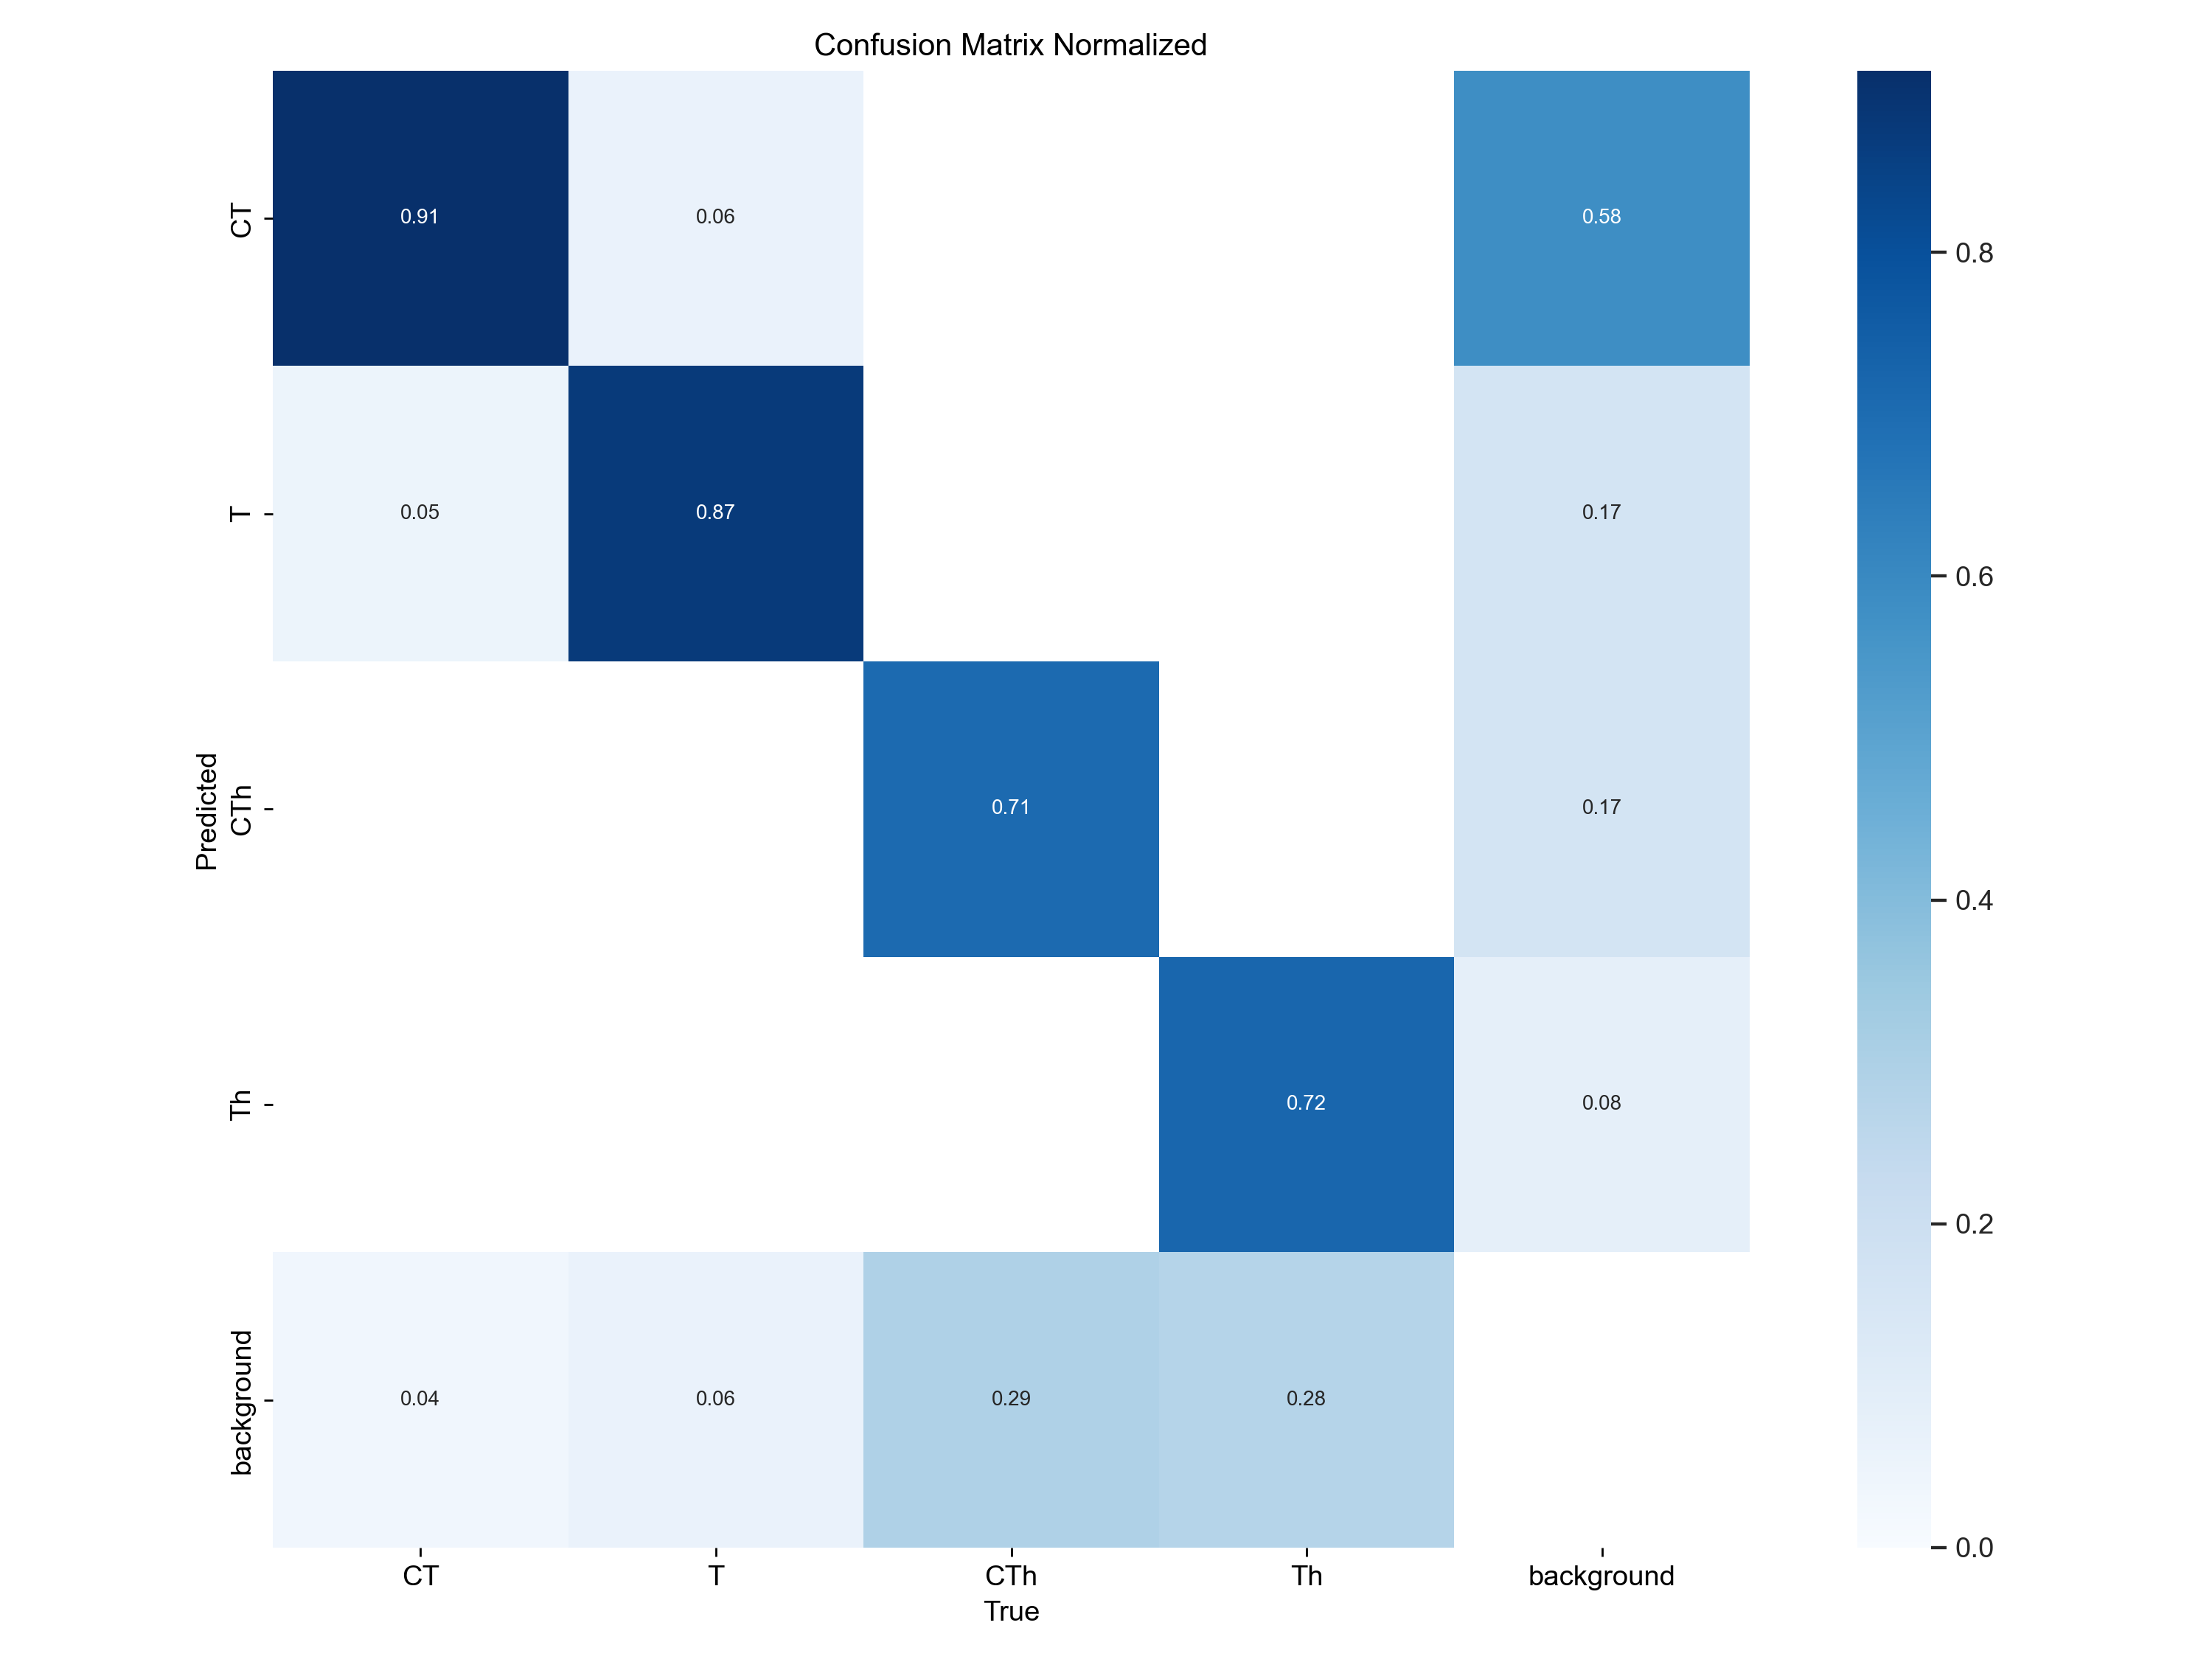 Confusion Matrix Normalized
CT
0.91
0.06
0.58
T
0.05
0.87
0.17
Predicted
CTh
0.71
0.17
Th
0.72
0.08
background
0.04
0.06
0.29
0.28
CT
T
CTh
Th
background
True
0.8
0.6
0.4
0.2
0.0